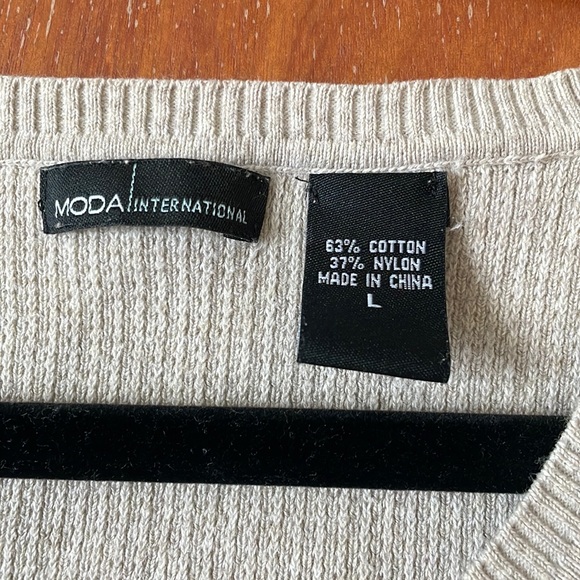 MODA INTERNATIONAL
63% COTTON
37% NYLON
MADE IN CHINA
L